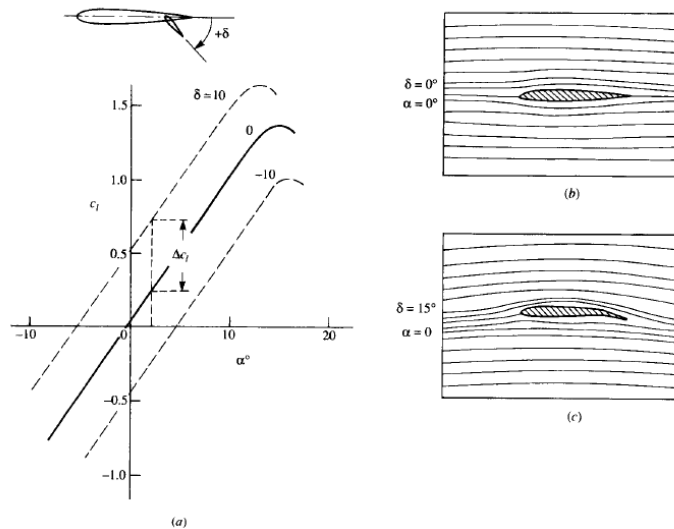 +δ
1.5
δ = 10
0
-10
1.0
c_l
0.5
Δc_l
-10
0
10
20
α°
-0.5
-1.0
(a)
δ = 0°
α = 0°
(b)
δ = 15°
α = 0
(c)